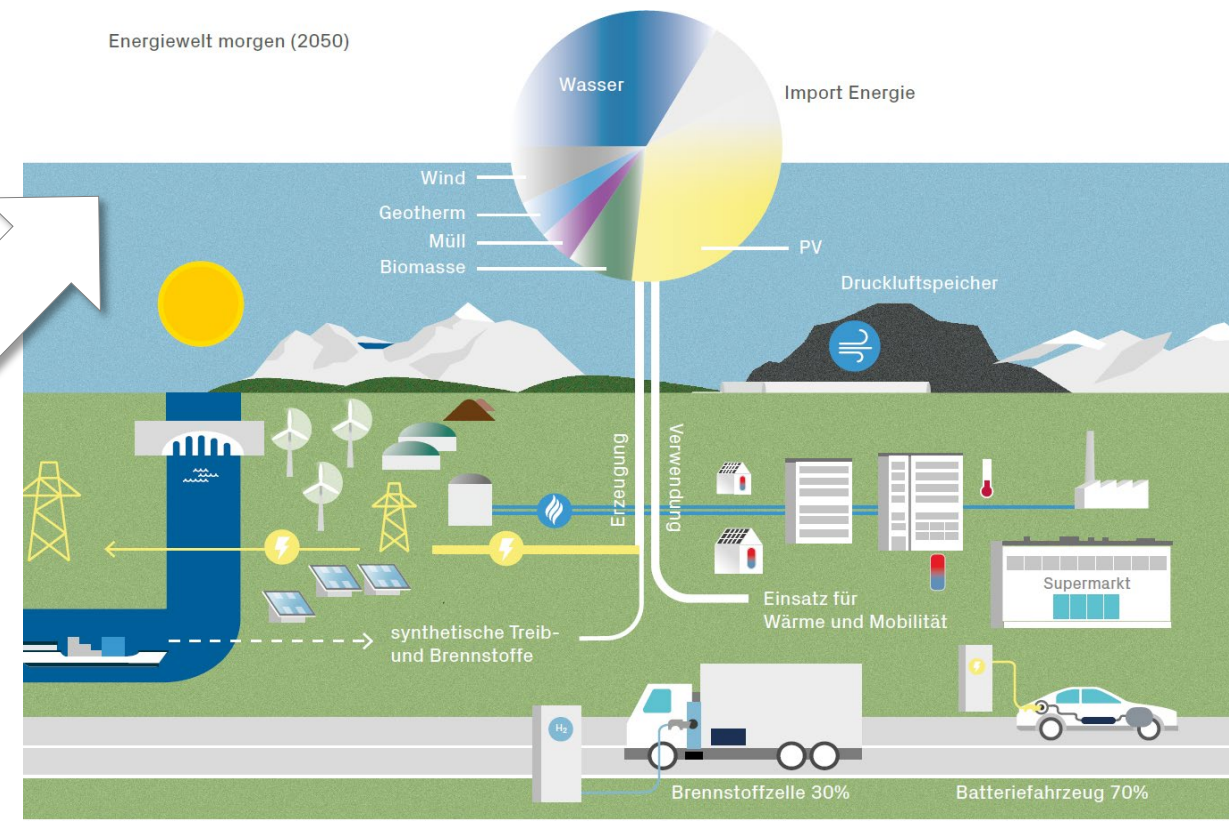 Energiewelt morgen (2050)
Wasser
Import Energie
Wind
Geotherm
Müll
Biomasse
PV
Druckluftspeicher
Erzeugung
Verwendung
Supermarkt
Einsatz für
Wärme und Mobilität
synthetische Treib-
und Brennstoffe
H₂
Brennstoffzelle 30%
Batteriefahrzeug 70%